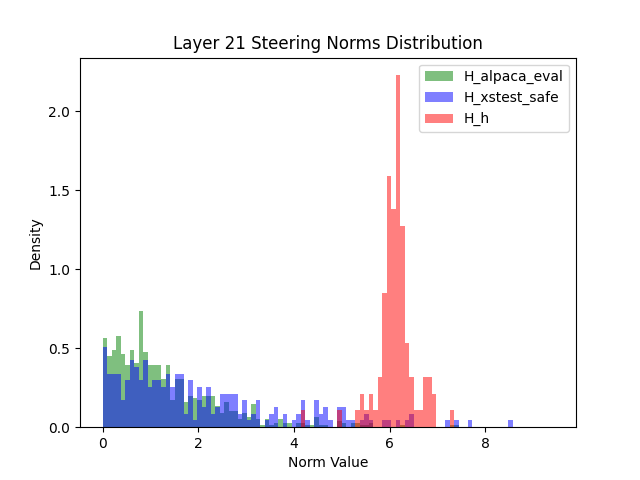 Layer 21 Steering Norms Distribution
H_alpaca_eval
H_xstest_safe
H_h
2.0
1.5
1.0
0.5
0.0
Density
0 2 4 6 8
Norm Value